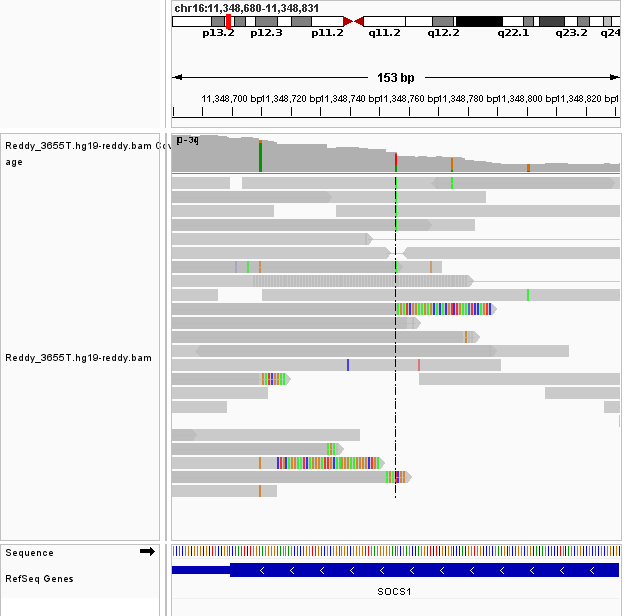 chr16:11,348,680-11,348,831
p13.2 p12.3 p11.2 q11.2 q12.2 q22.1 q23.2 q24
153 bp
11,348,700 bp 11,348,720 bp 11,348,740 bp 11,348,760 bp 11,348,780 bp 11,348,800 bp 11,348,820 bp
Reddy_3655T.hg19-reddy.bam Cov
age
Reddy_3655T.hg19-reddy.bam
Sequence
RefSeq Genes
SOCS1